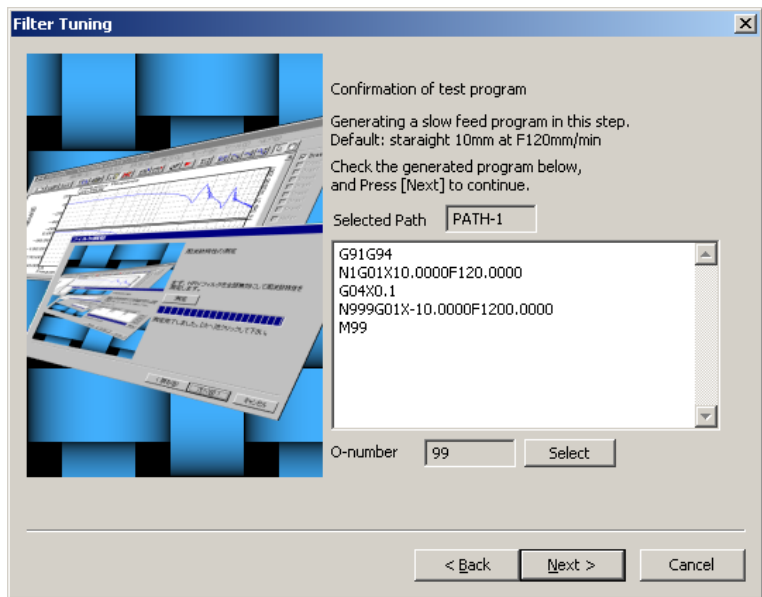 Filter Tuning
Confirmation of test program
Generating a slow feed program in this step.
Default: staraight 10mm at F120mm/min
Check the generated program below,
and Press [Next] to continue.
Selected Path PATH-1
G91G94
N1G01X10.0000F120.0000
G04X0.1
N999G01X-10.0000F1200.0000
M99
O-number 99 Select
< Back Next > Cancel